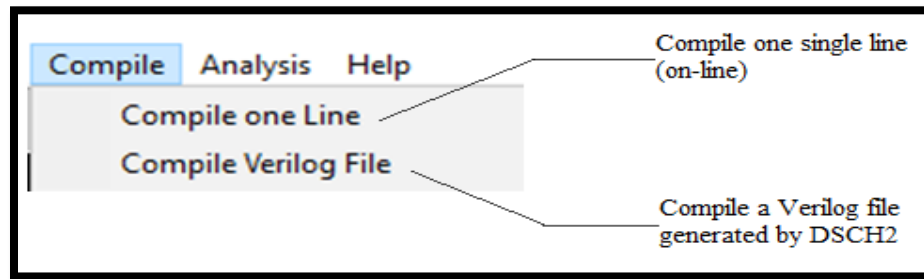 Compile Analysis Help
Compile one Line
Compile Verilog File
Compile one single line
(on-line)
Compile a Verilog file
generated by DSCH2